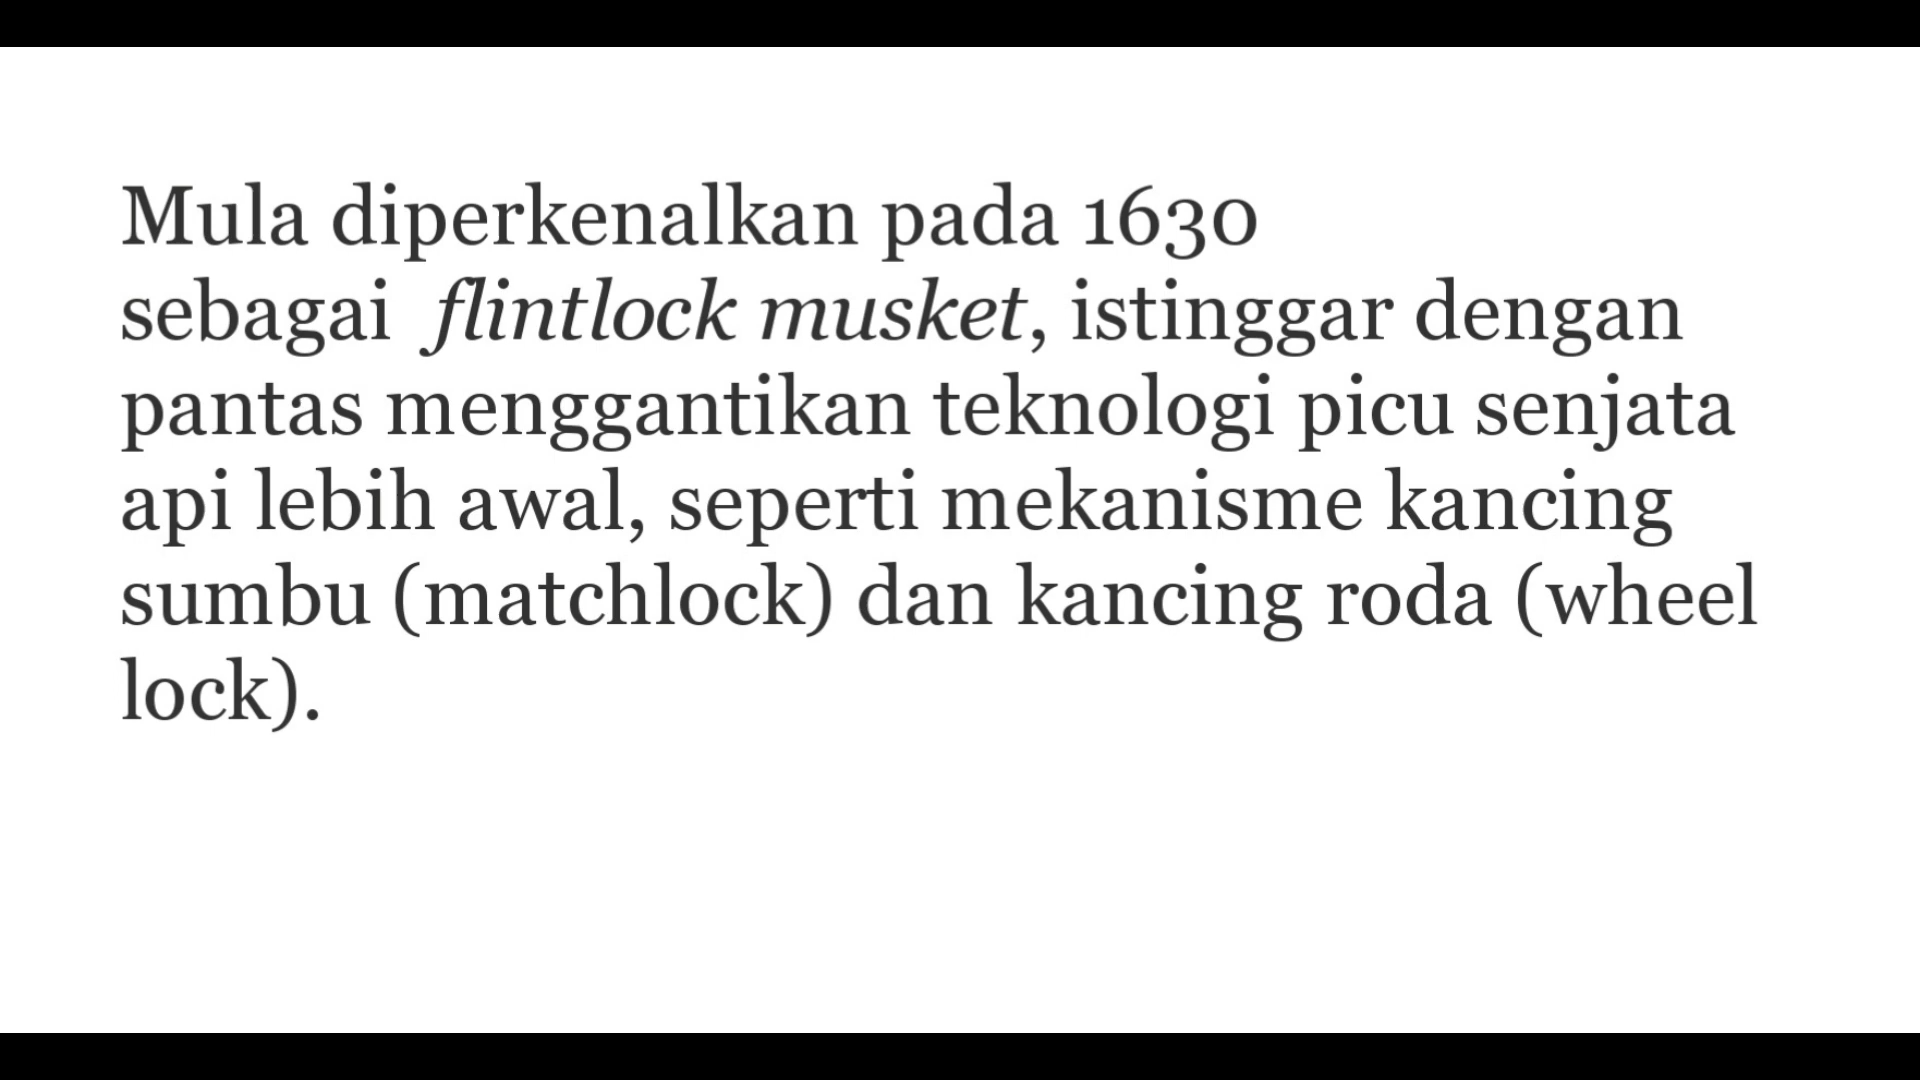 Mula diperkenalkan pada 1630
sebagai flintlock musket, istinggar dengan
pantas menggantikan teknologi picu senjata
api lebih awal, seperti mekanisme kancing
sumbu (matchlock) dan kancing roda (wheel
lock).